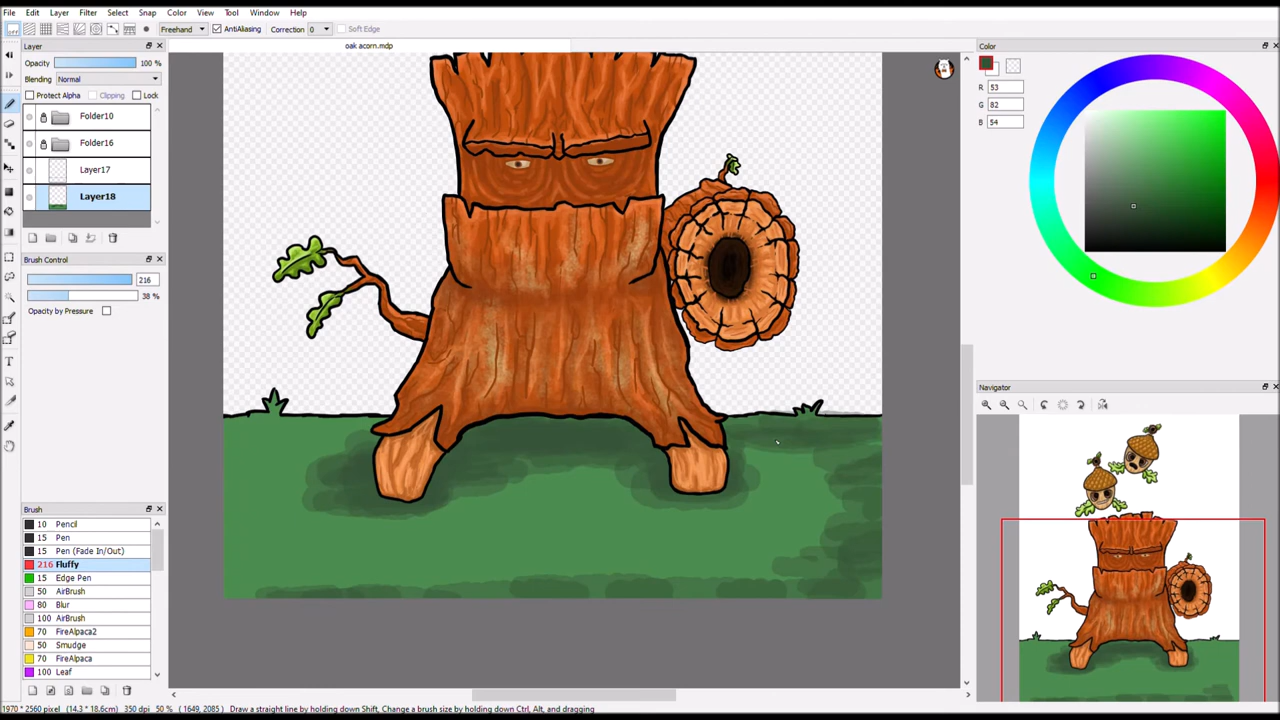 File Edit Layer Filter Select Snap Color View Tool Window Help
OFF Freehand AntiAliasing Correction 0 Soft Edge
Layer
Opacity 100 %
Blending Normal
Protect Alpha Clipping Lock
Folder10
Folder16
Layer17
Layer18
Brush Control
216
38 %
Opacity by Pressure
Brush
10 Pencil
15 Pen
15 Pen (Fade In/Out)
216 Fluffy
15 Edge Pen
50 AirBrush
80 Blur
100 AirBrush
70 FireAlpaca2
50 Smudge
70 FireAlpaca
100 Leaf
oak acorn.mdp
Color
R 53
G 82
B 54
Navigator
1970 * 2560 pixel (14.3 * 18.6cm) 350 dpi 50 % ( 1649, 2085 ) Draw a straight line by holding down Shift, Change a brush size by holding down Ctrl, Alt, and dragging